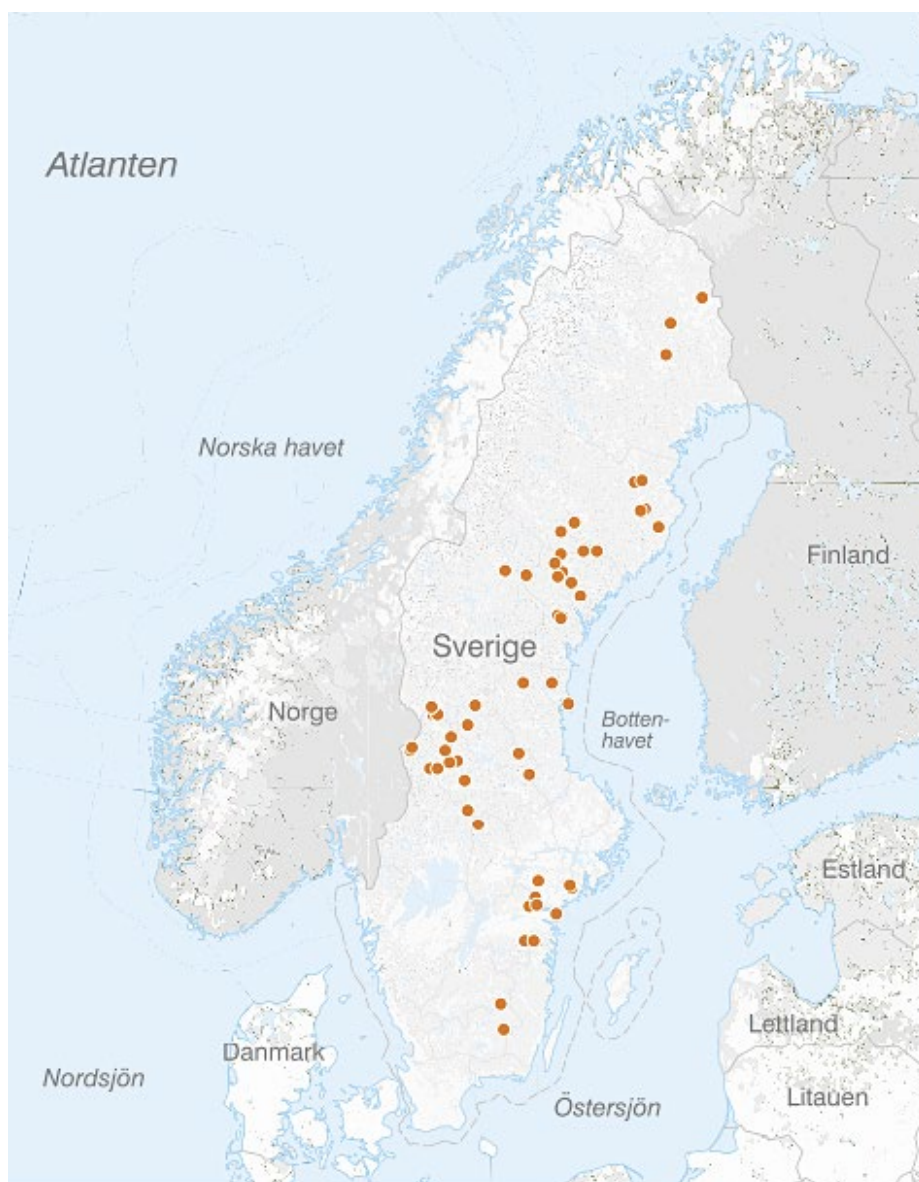 Atlanten
Norska havet
Finland
Sverige
Norge
Botten-
havet
Estland
Lettland
Danmark
Nordsjön
Litauen
Östersjön